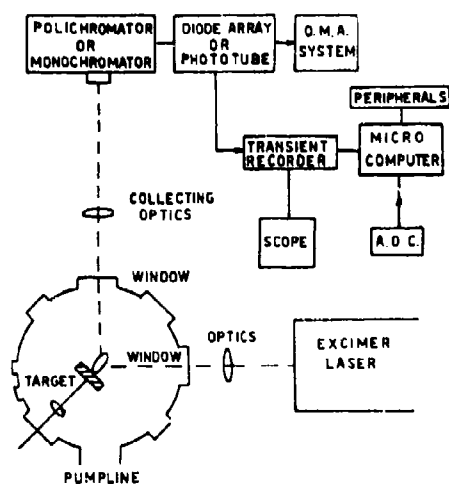 POLICHROMATOR
OR
MONOCHROMATOR
DIODE ARRAY
OR
PHOTOTUBE
O.M.A.
SYSTEM
PERIPHERALS
MICRO
COMPUTER
TRANSIENT
RECORDER
SCOPE
A.D.C.
COLLECTING
OPTICS
WINDOW
OPTICS
WINDOW
EXCIMER
LASER
TARGET
PUMPLINE